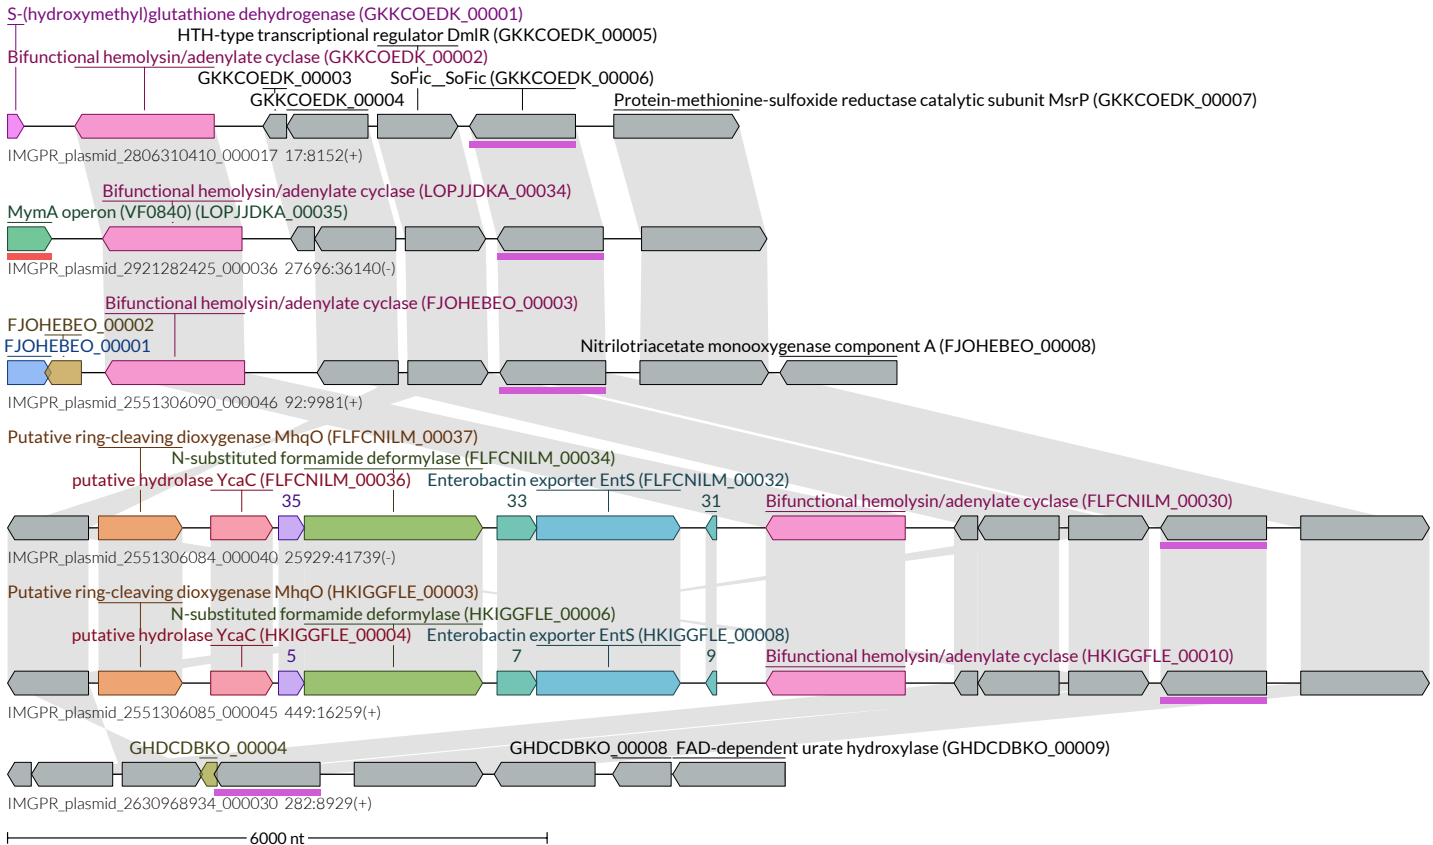 S-(hydroxymethyl)glutathione dehydrogenase (GKKCOEDK_00001)
HTH-type transcriptional regulator DmlR (GKKCOEDK_00005)
Bifunctional hemolysin/adenylate cyclase (GKKCOEDK_00002)
GKKCOEDK_00003 SoFic__SoFic (GKKCOEDK_00006)
GKKCOEDK_00004 Protein-methionine-sulfoxide reductase catalytic subunit MsrP (GKKCOEDK_00007)
IMGPR_plasmid_2806310410_000017 17:8152(+)
Bifunctional hemolysin/adenylate cyclase (LOPJJDKA_00034)
MymA operon (VF0840) (LOPJJDKA_00035)
IMGPR_plasmid_2921282425_000036 27696:36140(-)
Bifunctional hemolysin/adenylate cyclase (FJOHEBEO_00003)
FJOHEBEO_00002
FJOHEBEO_00001 Nitrilotriacetate monooxygenase component A (FJOHEBEO_00008)
IMGPR_plasmid_2551306090_000046 92:9981(+)
Putative ring-cleaving dioxygenase MhqO (FLFCNILM_00037)
N-substituted formamide deformylase (FLFCNILM_00034)
putative hydrolase YcaC (FLFCNILM_00036) Enterobactin exporter EntS (FLFCNILM_00032)
35 33 31 Bifunctional hemolysin/adenylate cyclase (FLFCNILM_00030)
IMGPR_plasmid_2551306084_000040 25929:41739(-)
Putative ring-cleaving dioxygenase MhqO (HKIGGFLE_00003)
N-substituted formamide deformylase (HKIGGFLE_00006)
putative hydrolase YcaC (HKIGGFLE_00004) Enterobactin exporter EntS (HKIGGFLE_00008)
5 7 9 Bifunctional hemolysin/adenylate cyclase (HKIGGFLE_00010)
IMGPR_plasmid_2551306085_000045 449:16259(+)
GHDCDBKO_00004 GHDCDBKO_00008 FAD-dependent urate hydroxylase (GHDCDBKO_00009)
IMGPR_plasmid_2630968934_000030 282:8929(+)
6000 nt